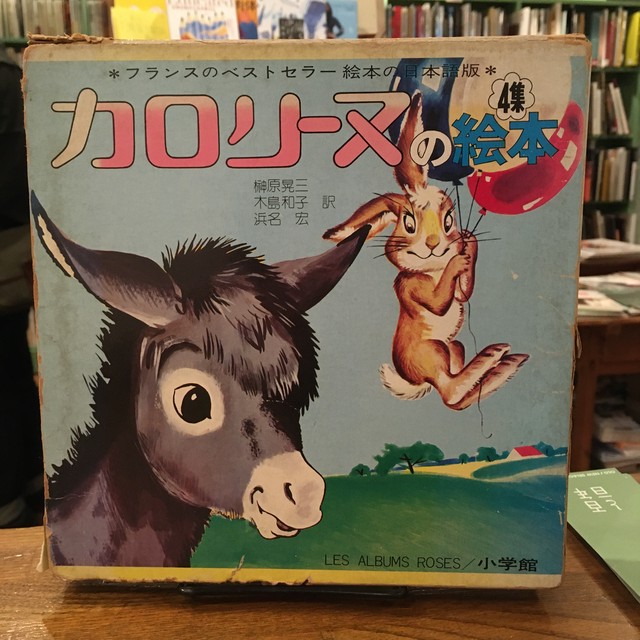 ＊フランスのベストセラー絵本の日本語版＊
カロリーヌの絵本
4集
榊原晃三
木島和子 訳
浜名 宏
LES ALBUMS ROSES／小学館